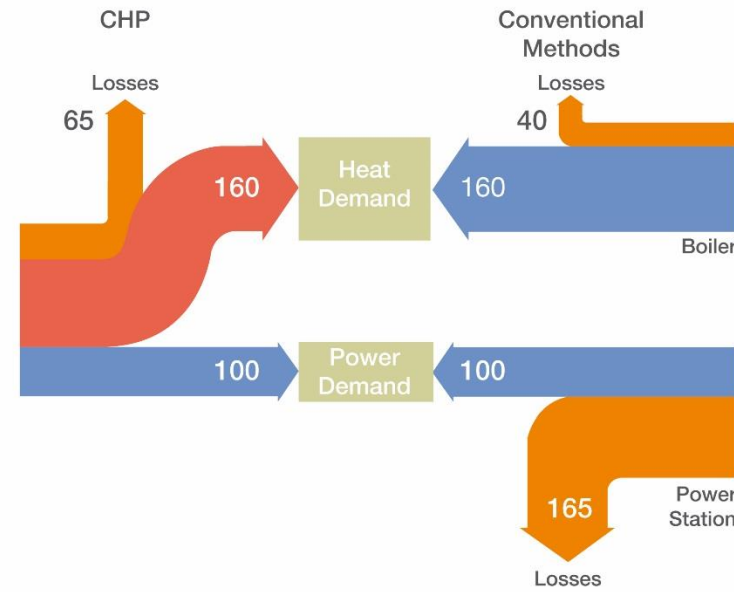 CHP
Conventional
Methods
Losses
65
Losses
40
160
Heat
Demand
160
Boiler
100
Power
Demand
100
165
Power
Station
Losses